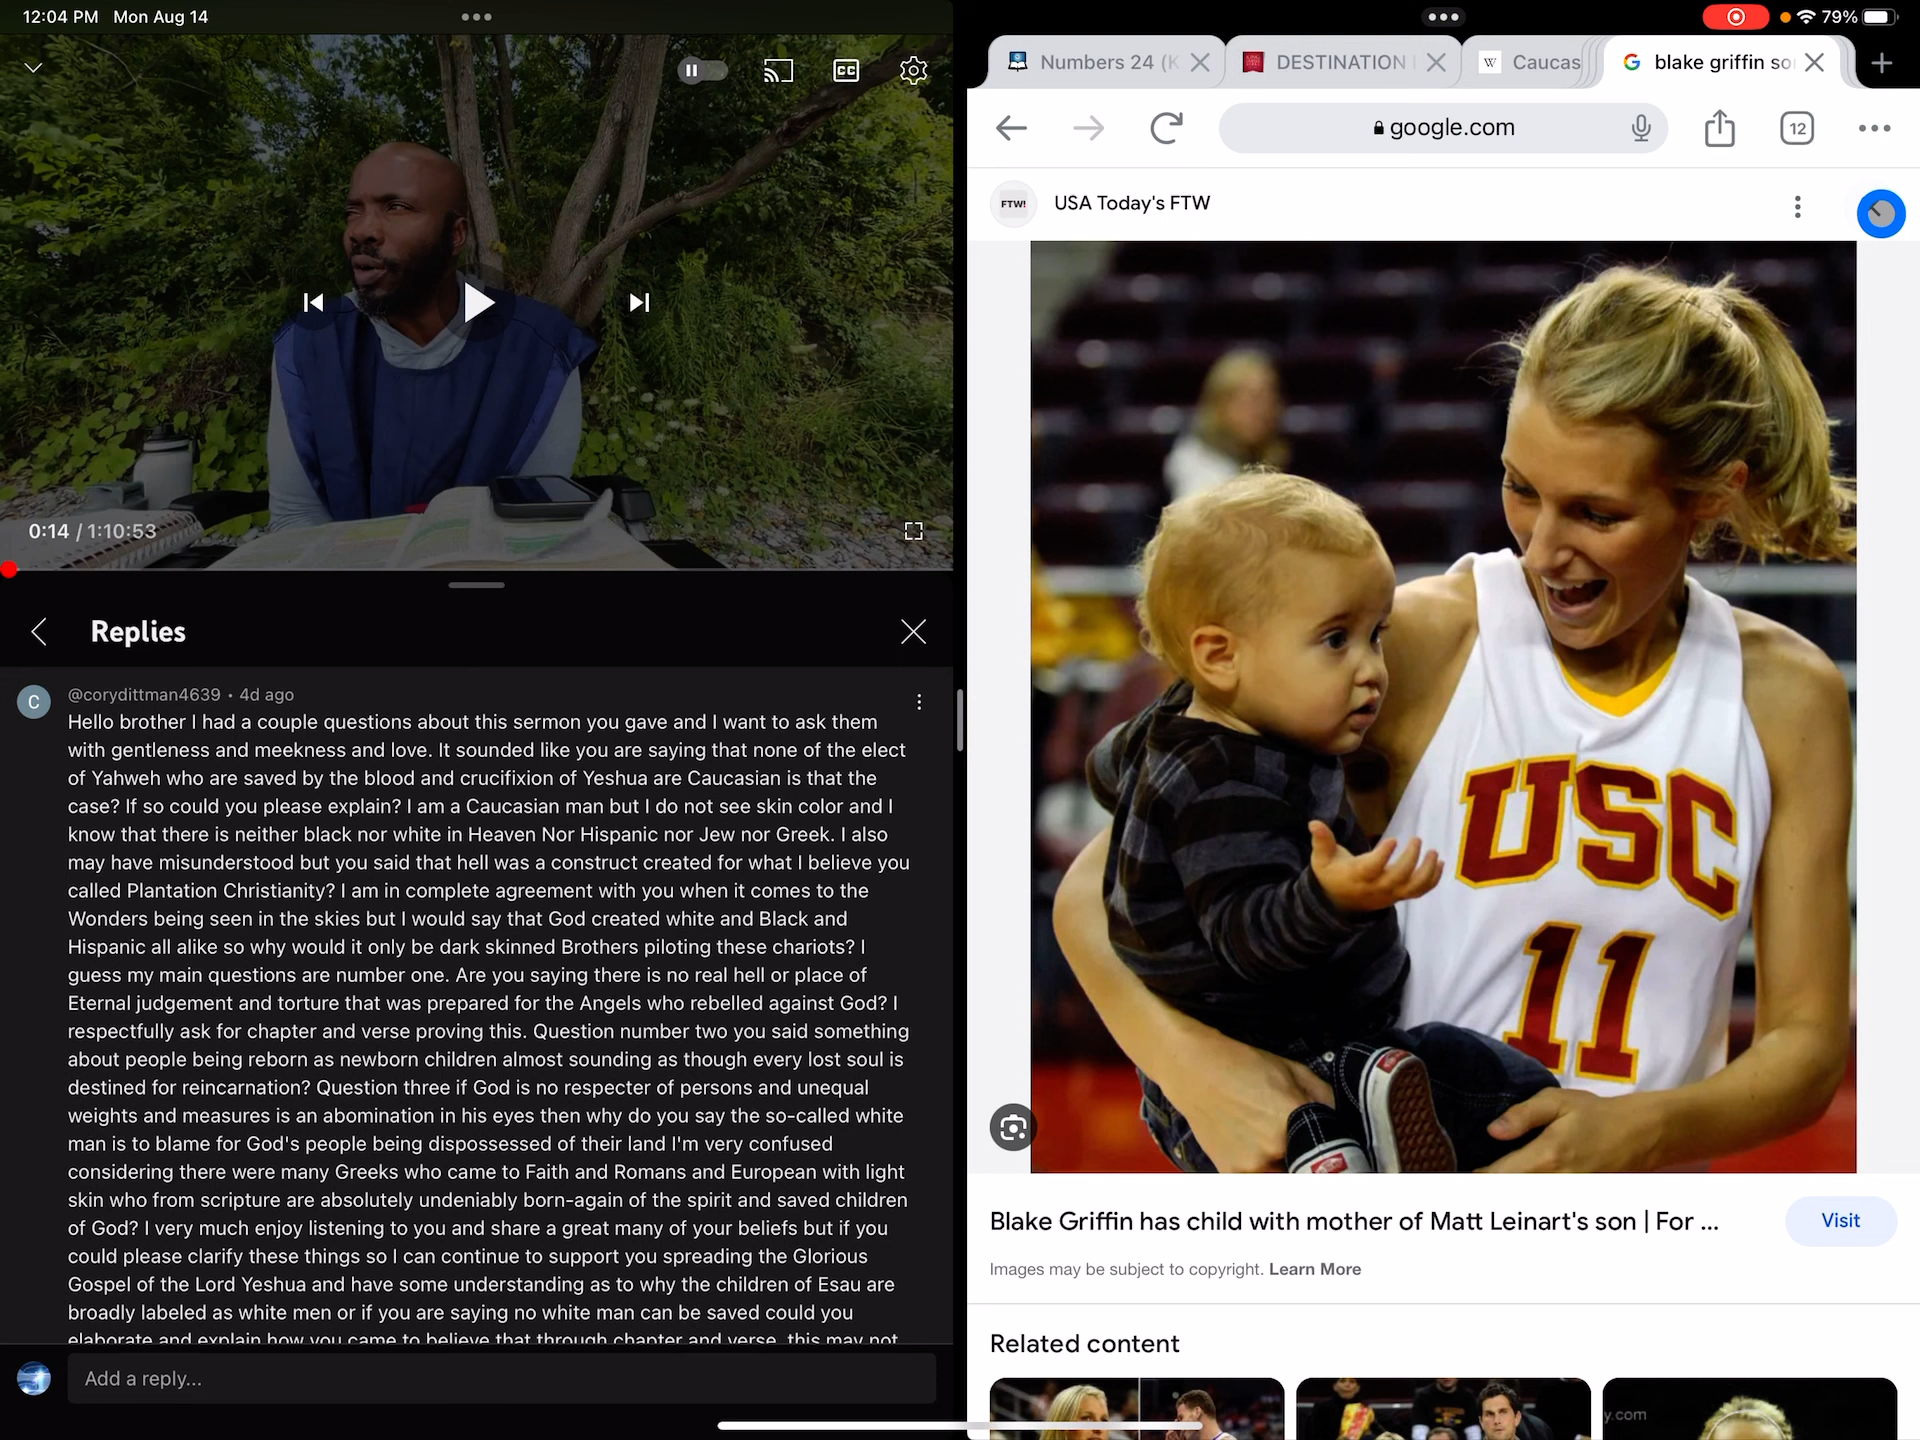 12:04 PM Mon Aug 14
79%
CC
0:14 / 1:10:53
Replies
C
@corydittman4639 • 4d ago
Hello brother I had a couple questions about this sermon you gave and I want to ask them
with gentleness and meekness and love. It sounded like you are saying that none of the elect
of Yahweh who are saved by the blood and crucifixion of Yeshua are Caucasian is that the
case? If so could you please explain? I am a Caucasian man but I do not see skin color and I
know that there is neither black nor white in Heaven Nor Hispanic nor Jew nor Greek. I also
may have misunderstood but you said that hell was a construct created for what I believe you
called Plantation Christianity? I am in complete agreement with you when it comes to the
Wonders being seen in the skies but I would say that God created white and Black and
Hispanic all alike so why would it only be dark skinned Brothers piloting these chariots? I
guess my main questions are number one. Are you saying there is no real hell or place of
Eternal judgement and torture that was prepared for the Angels who rebelled against God? I
respectfully ask for chapter and verse proving this. Question number two you said something
about people being reborn as newborn children almost sounding as though every lost soul is
destined for reincarnation? Question three if God is no respecter of persons and unequal
weights and measures is an abomination in his eyes then why do you say the so-called white
man is to blame for God's people being dispossessed of their land I'm very confused
considering there were many Greeks who came to Faith and Romans and European with light
skin who from scripture are absolutely undeniably born-again of the spirit and saved children
of God? I very much enjoy listening to you and share a great many of your beliefs but if you
could please clarify these things so I can continue to support you spreading the Glorious
Gospel of the Lord Yeshua and have some understanding as to why the children of Esau are
broadly labeled as white men or if you are saying no white man can be saved could you
elaborate and explain how you came to believe that through chapter and verse, this may not
Add a reply...
Numbers 24 (K
DESTINATION
W Caucas
G blake griffin so
google.com
12
FTW!
USA Today's FTW
USC
11
Blake Griffin has child with mother of Matt Leinart's son | For ...
Visit
Images may be subject to copyright. Learn More
Related content
y.com